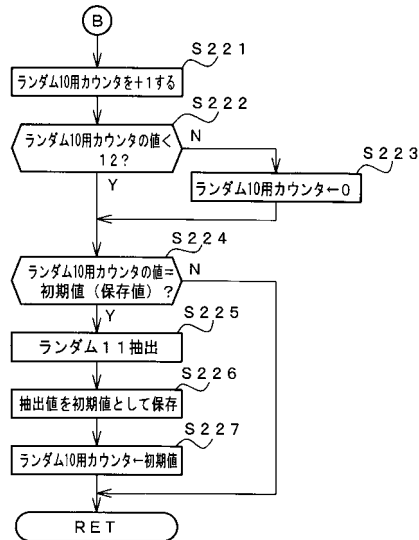 B
S221
ランダム10用カウンタを+1する
S222
ランダム10用カウンタの値<
12?
N
S223
Y
ランダム10用カウンタ←0
S224
ランダム10用カウンタの値=
初期値(保存値)?
N
Y
S225
ランダム11抽出
S226
抽出値を初期値として保存
S227
ランダム10用カウンタ←初期値
RET